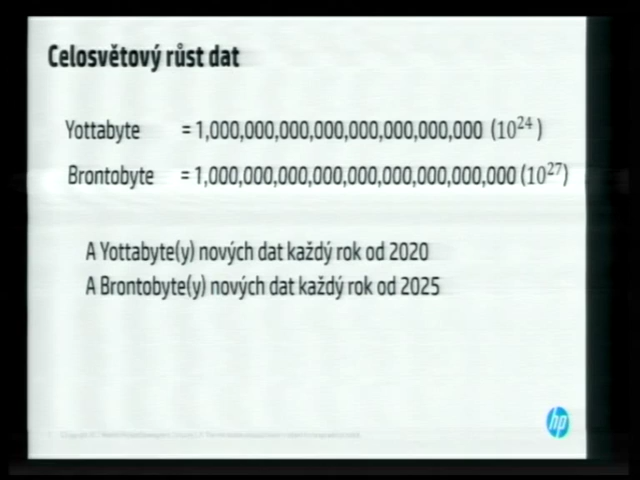 Celosvětový růst dat
Yottabyte = 1,000,000,000,000,000,000,000,000 (10²⁴ )
Brontobyte = 1,000,000,000,000,000,000,000,000,000 (10²⁷)
A Yottabyte(y) nových dat každý rok od 2020
A Brontobyte(y) nových dat každý rok od 2025
hp